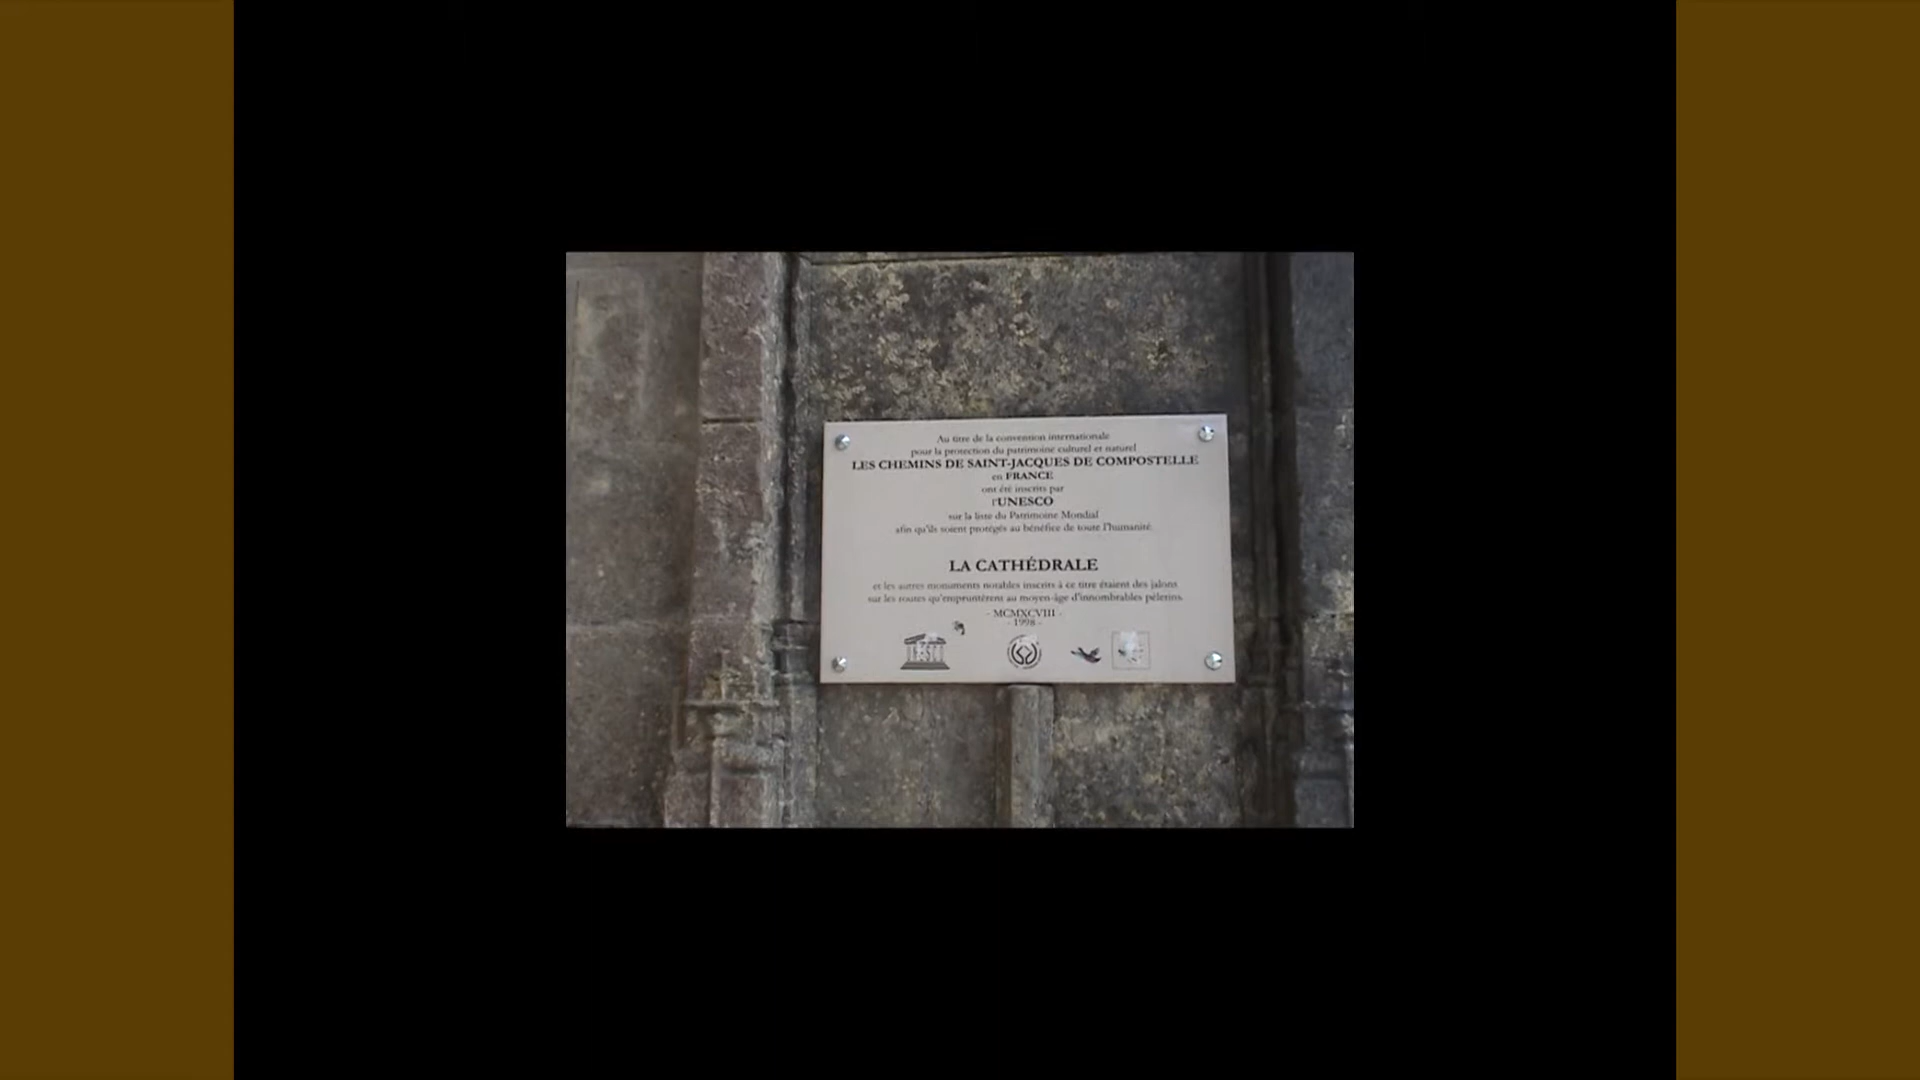 Au titre de la convention internationale
pour la protection du patrimoine culturel et naturel
LES CHEMINS DE SAINT-JACQUES DE COMPOSTELLE
en FRANCE
ont été inscrits par
l'UNESCO
sur la liste du Patrimoine Mondial
afin qu'ils soient protégés au bénéfice de toute l'humanité.
LA CATHÉDRALE
et les autres monuments notables inscrits à ce titre étaient des jalons
sur les routes qu'empruntèrent au moyen-âge d'innombrables pèlerins.
- MCMXCVIII -
- 1998 -